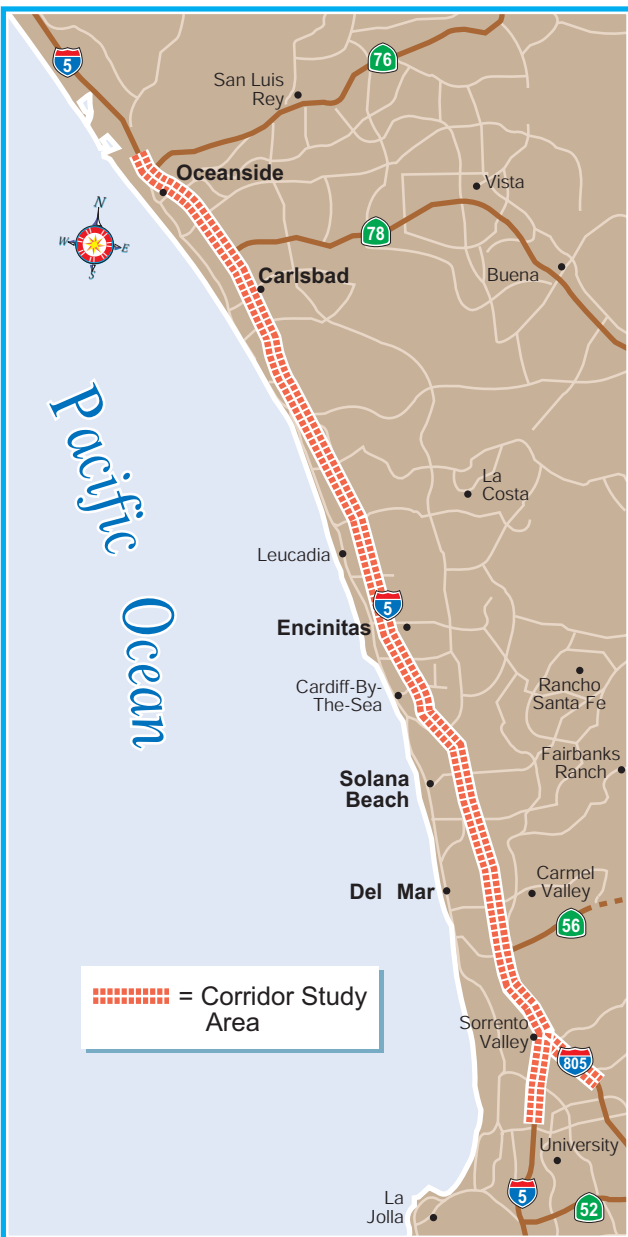 5
76
San Luis
Rey
Oceanside
Vista
N
W
E
S
78
Carlsbad
Buena
Pacific
Ocean
La
Costa
Leucadia
5
Encinitas
Cardiff-By-
The-Sea
Rancho
Santa Fe
Fairbanks
Ranch
Solana
Beach
Carmel
Valley
Del Mar
56
= Corridor Study
Area
Sorrento
Valley
805
University
5
La
Jolla
52